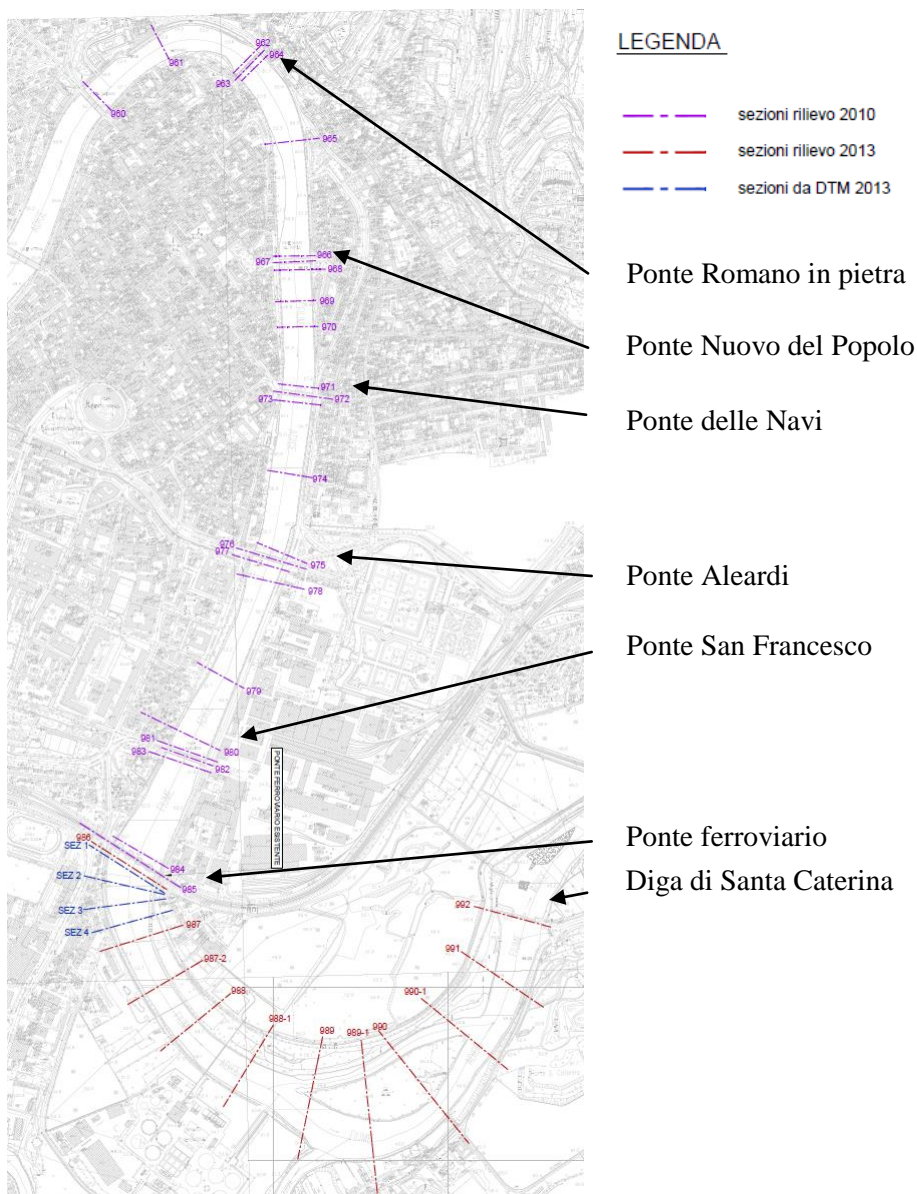 LEGENDA
sezioni rilievo 2010
sezioni rilievo 2013
sezioni da DTM 2013
Ponte Romano in pietra
Ponte Nuovo del Popolo
Ponte delle Navi
Ponte Aleardi
Ponte San Francesco
Ponte ferroviario
Diga di Santa Caterina
960
961
962
963
964
965
966
967
968
969
970
971
972
973
974
975
976
977
978
979
980
981
982
983
PONTE FERROVIARIO ESISTENTE
984
985
986
SEZ 1
SEZ 2
SEZ 3
SEZ 4
987
987-2
988
988-1
989
989-1
990
990-1
991
992